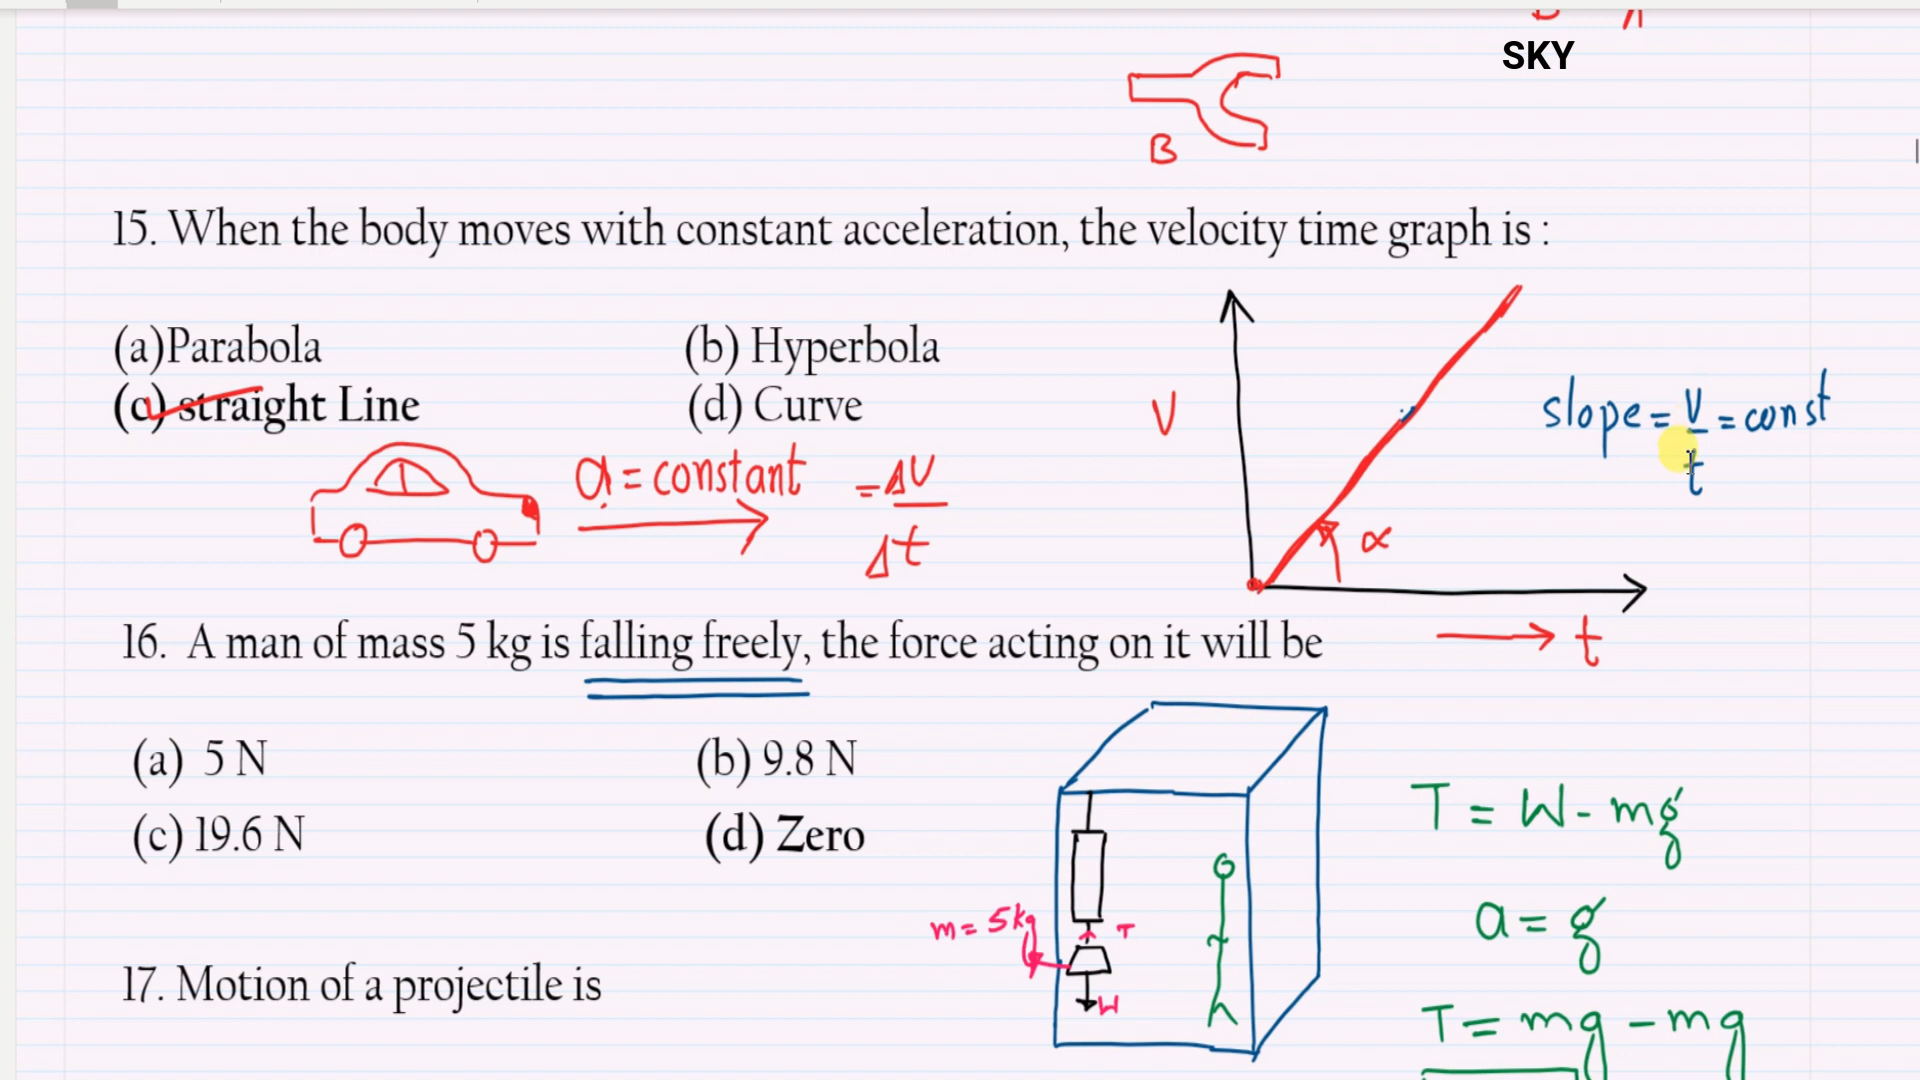 SKY
B
15. When the body moves with constant acceleration, the velocity time graph is :
(a)Parabola
(b) Hyperbola
(c) straight Line
(d) Curve
V
slope = V/t = const
a = constant = ΔV/Δt
α
t
16. A man of mass 5 kg is falling freely, the force acting on it will be
(a) 5 N
(b) 9.8 N
(c) 19.6 N
(d) Zero
T = W - mg
m = 5kg
T
W
a = g
T = mg - mg
17. Motion of a projectile is